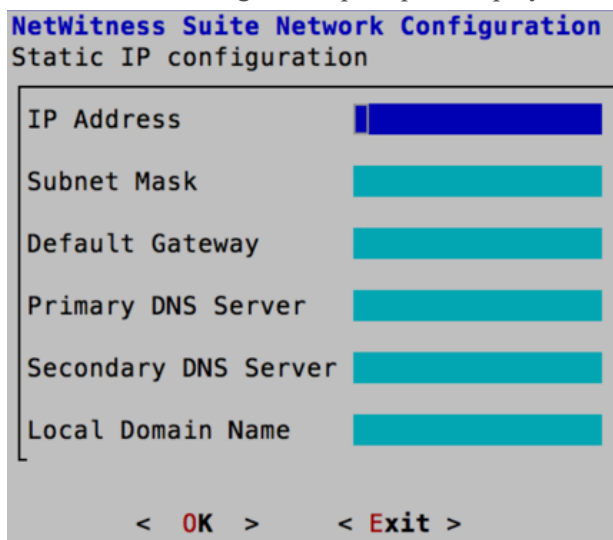 NetWitness Suite Network Configuration
Static IP configuration
IP Address
Subnet Mask
Default Gateway
Primary DNS Server
Secondary DNS Server
Local Domain Name
< OK > < Exit >